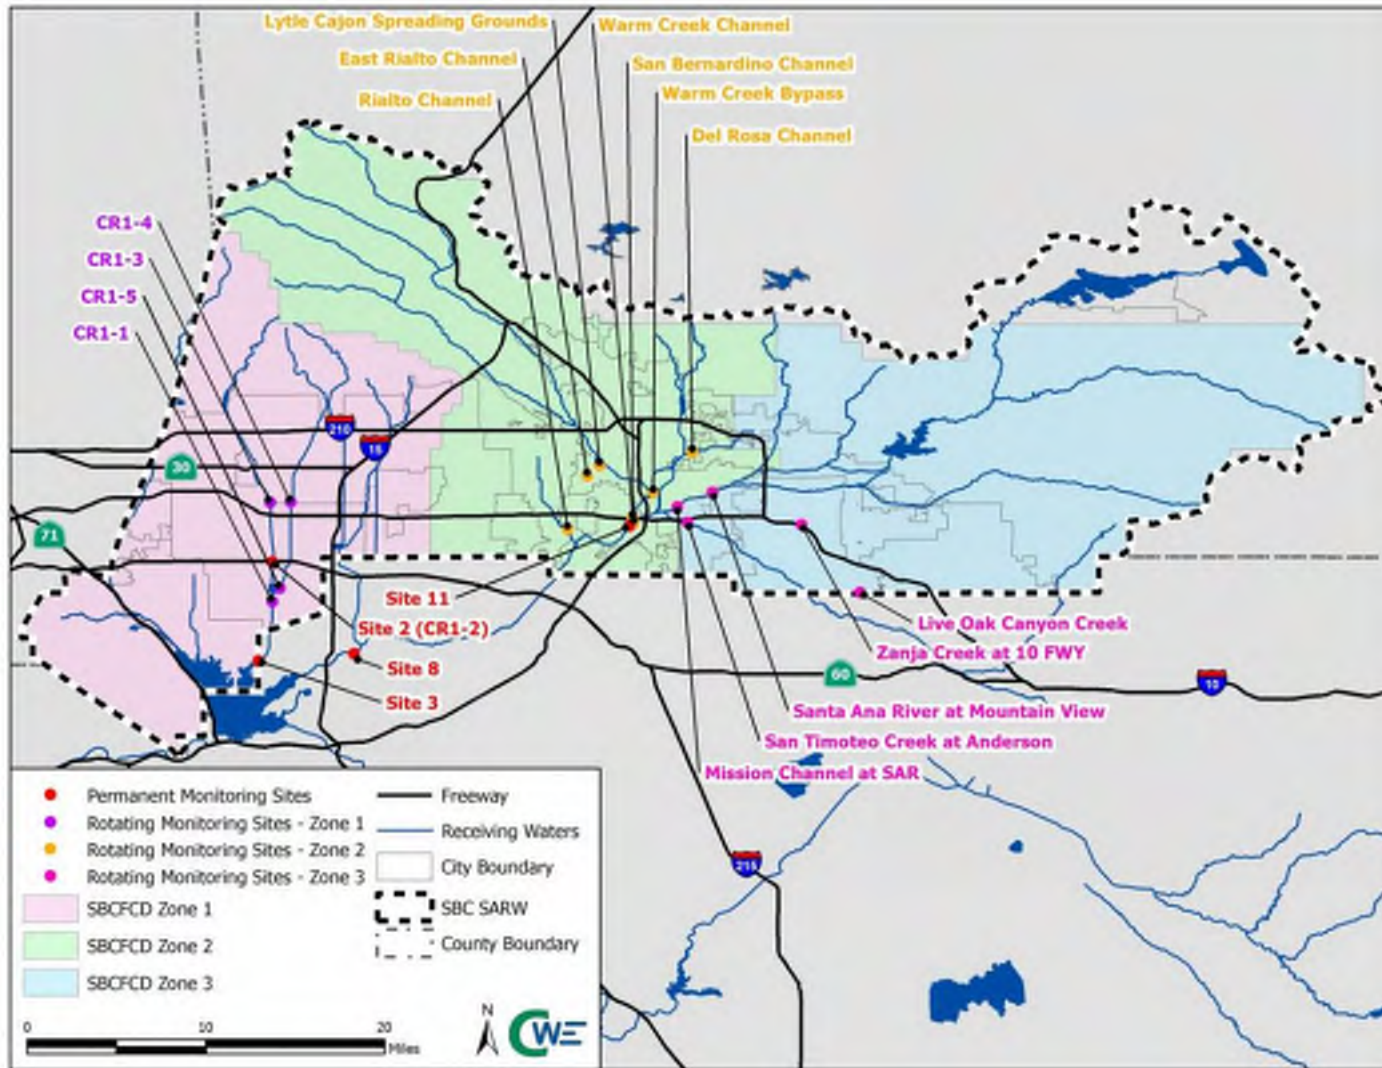 Lytle Cajon Spreading Grounds
Warm Creek Channel
East Rialto Channel
San Bernardino Channel
Rialto Channel
Warm Creek Bypass
Del Rosa Channel
CR1-4
CR1-3
CR1-5
CR1-1
210
15
30
71
Site 11
Site 2 (CR1-2)
Site 8
Site 3
Live Oak Canyon Creek
Zanja Creek at 10 FWY
60
10
Santa Ana River at Mountain View
San Timoteo Creek at Anderson
Mission Channel at SAR
215
Permanent Monitoring Sites
Rotating Monitoring Sites - Zone 1
Rotating Monitoring Sites - Zone 2
Rotating Monitoring Sites - Zone 3
SBCFCD Zone 1
SBCFCD Zone 2
SBCFCD Zone 3
Freeway
Receiving Waters
City Boundary
SBC SARW
County Boundary
0 10 20
Miles
N
CWE